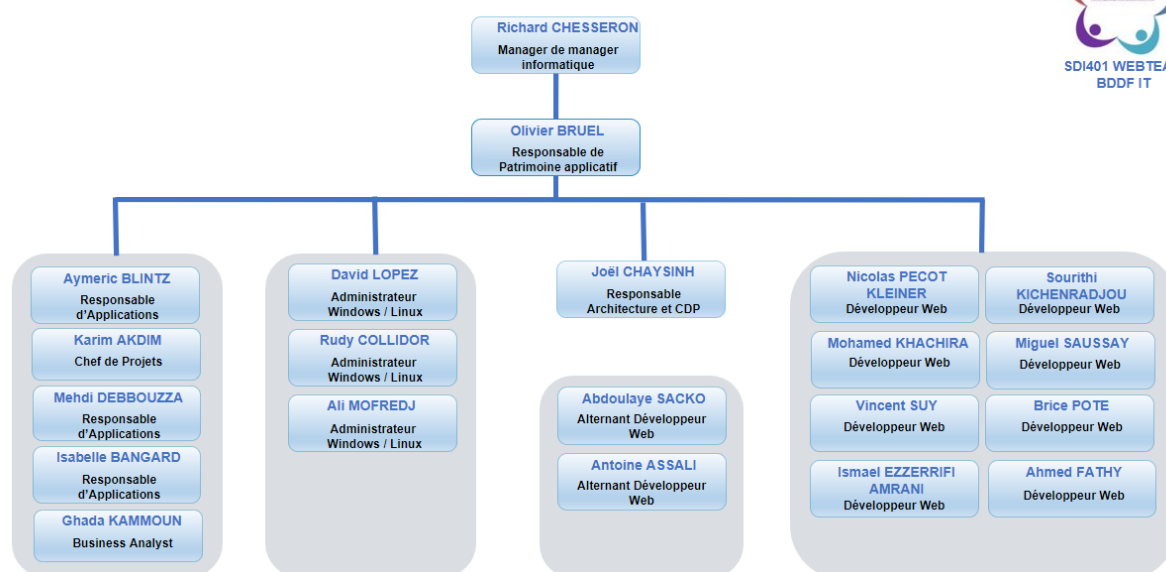 Richard CHESSERON
Manager de manager
informatique
SDI401
BDDF IT
Olivier BRUEL
Responsable de
Patrimoine applicatif
Aymeric BLINTZ
Responsable
d'Applications
Karim AKDIM
Chef de Projets
Mehdi DEBBOUZZA
Responsable
d'Applications
Isabelle BANGARD
Responsable
d'Applications
Ghada KAMMOUN
Business Analyst
David LOPEZ
Administrateur
Windows / Linux
Rudy COLLIDOR
Administrateur
Windows / Linux
Ali MOFREDJ
Administrateur
Windows / Linux
Joël CHAYSINH
Responsable
Architecture et CDP
Abdoulaye SACKO
Alternant Développeur
Web
Antoine ASSALI
Alternant Développeur
Web
Nicolas PECOT
KLEINER
Développeur Web
Sourithi
KICHENRADJOU
Développeur Web
Mohamed KHACHIRA
Développeur Web
Miguel SAUSSAY
Développeur Web
Vincent SUY
Développeur Web
Brice POTE
Développeur Web
Ismael EZZERRIFI
AMRANI
Développeur Web
Ahmed FATHY
Développeur Web